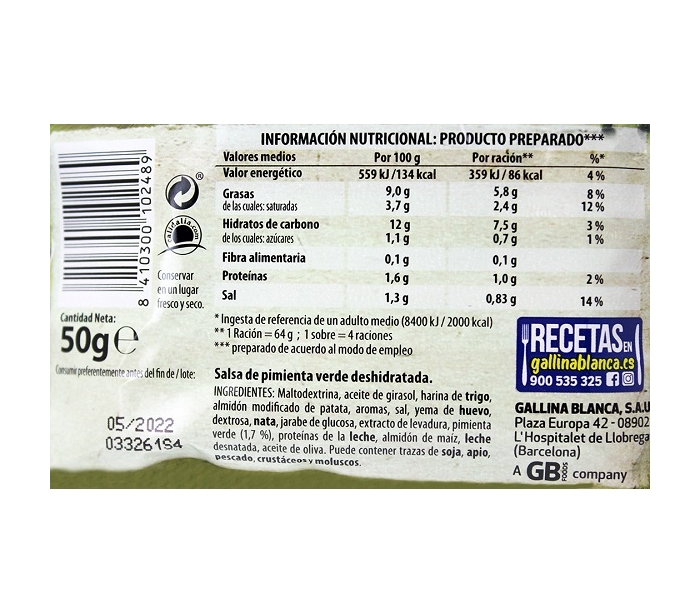 INFORMACIÓN NUTRICIONAL: PRODUCTO PREPARADO***
Valores medios Por 100 g Por ración** %*
Valor energético 559 kJ /134 kcal 359 kJ / 86 kcal 4 %
Grasas 9,0 g 5,8 g 8 %
de las cuales: saturadas 3,7 g 2,4 g 12 %
Hidratos de carbono 12 g 7,5 g 3 %
de los cuales: azúcares 1,1 g 0,7 g 1 %
Fibra alimentaria 0,1 g 0,1 g
Proteínas 1,6 g 1,0 g 2 %
Sal 1,3 g 0,83 g 14 %
* Ingesta de referencia de un adulto medio (8400 kJ / 2000 kcal)
** 1 Ración = 64 g ; 1 sobre = 4 raciones
*** preparado de acuerdo al modo de empleo
8 410300 102489
®
calidalia.com
Conservar
en un lugar
fresco y seco.
Cantidad Neta:
50g e
Consumir preferentemente antes del fin de / lote:
05/2022
03326184
Salsa de pimienta verde deshidratada.
INGREDIENTES: Maltodextrina, aceite de girasol, harina de trigo,
almidón modificado de patata, aromas, sal, yema de huevo,
dextrosa, nata, jarabe de glucosa, extracto de levadura, pimienta
verde (1,7 %), proteínas de la leche, almidón de maíz, leche
desnatada, aceite de oliva. Puede contener trazas de soja, apio,
pescado, crustáceos y moluscos.
RECETAS EN
gallinablanca.es
900 535 325
GALLINA BLANCA, S.A.U
Plaza Europa 42 - 08902
L'Hospitalet de Llobrega
(Barcelona)
A GB FOODS company